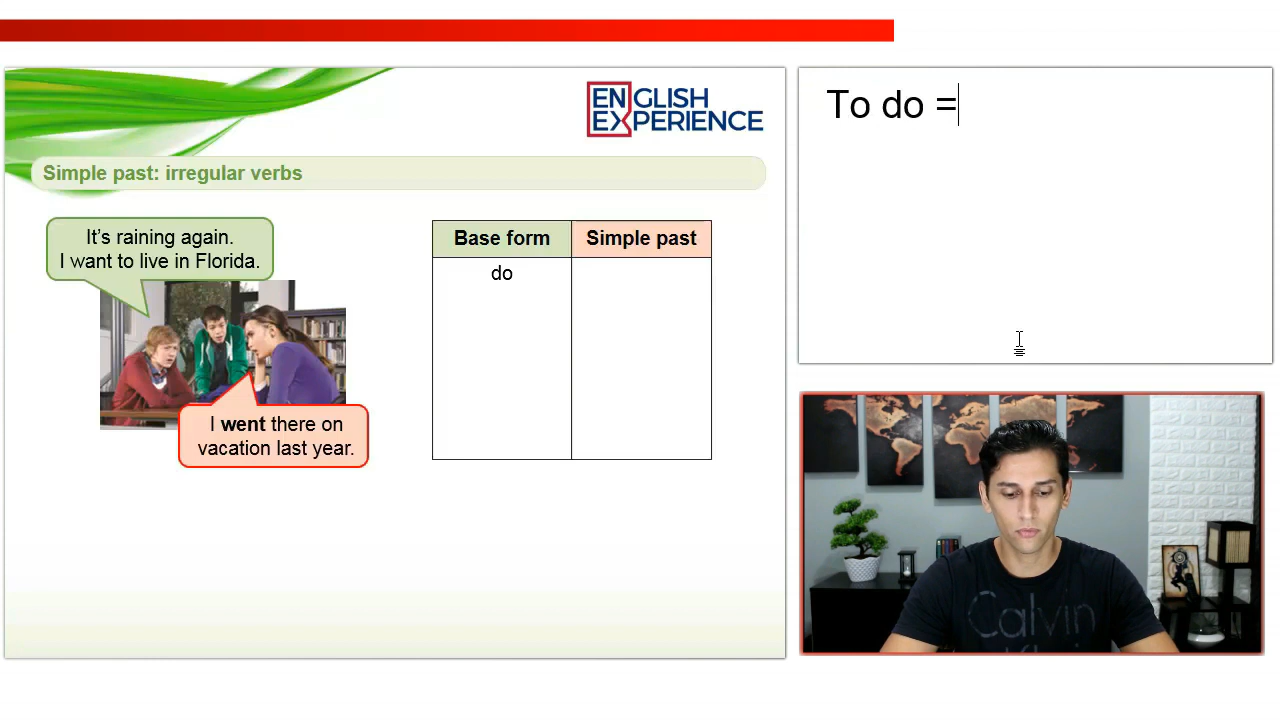 ENGLISH
EXPERIENCE
Simple past: irregular verbs
It's raining again.
I want to live in Florida.
I went there on
vacation last year.
Base form
Simple past
do
To do =
Calvin